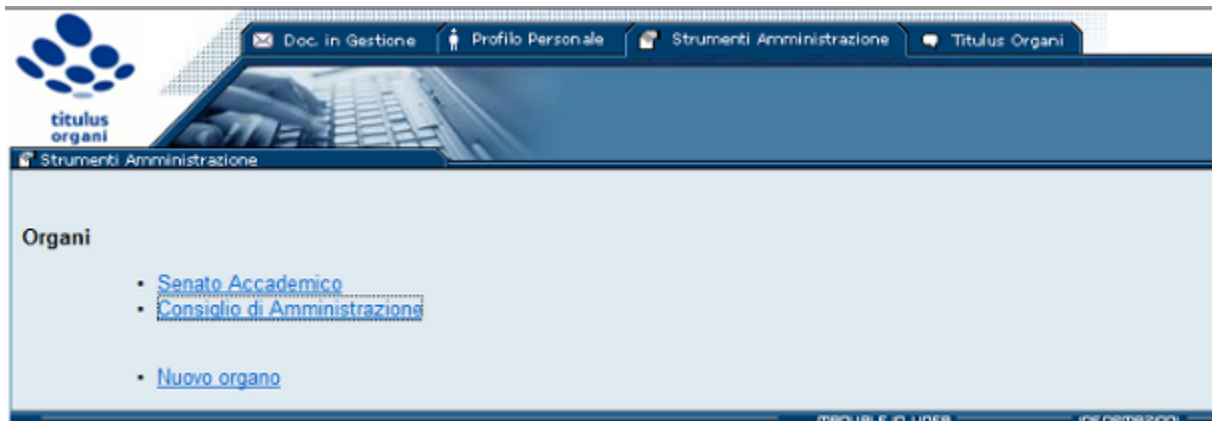 Doc. in Gestione Profilo Personale Strumenti Amministrazione Titulus Organi
titulus
organi
Strumenti Amministrazione
Organi
• Senato Accademico
• Consiglio di Amministrazione
• Nuovo organo